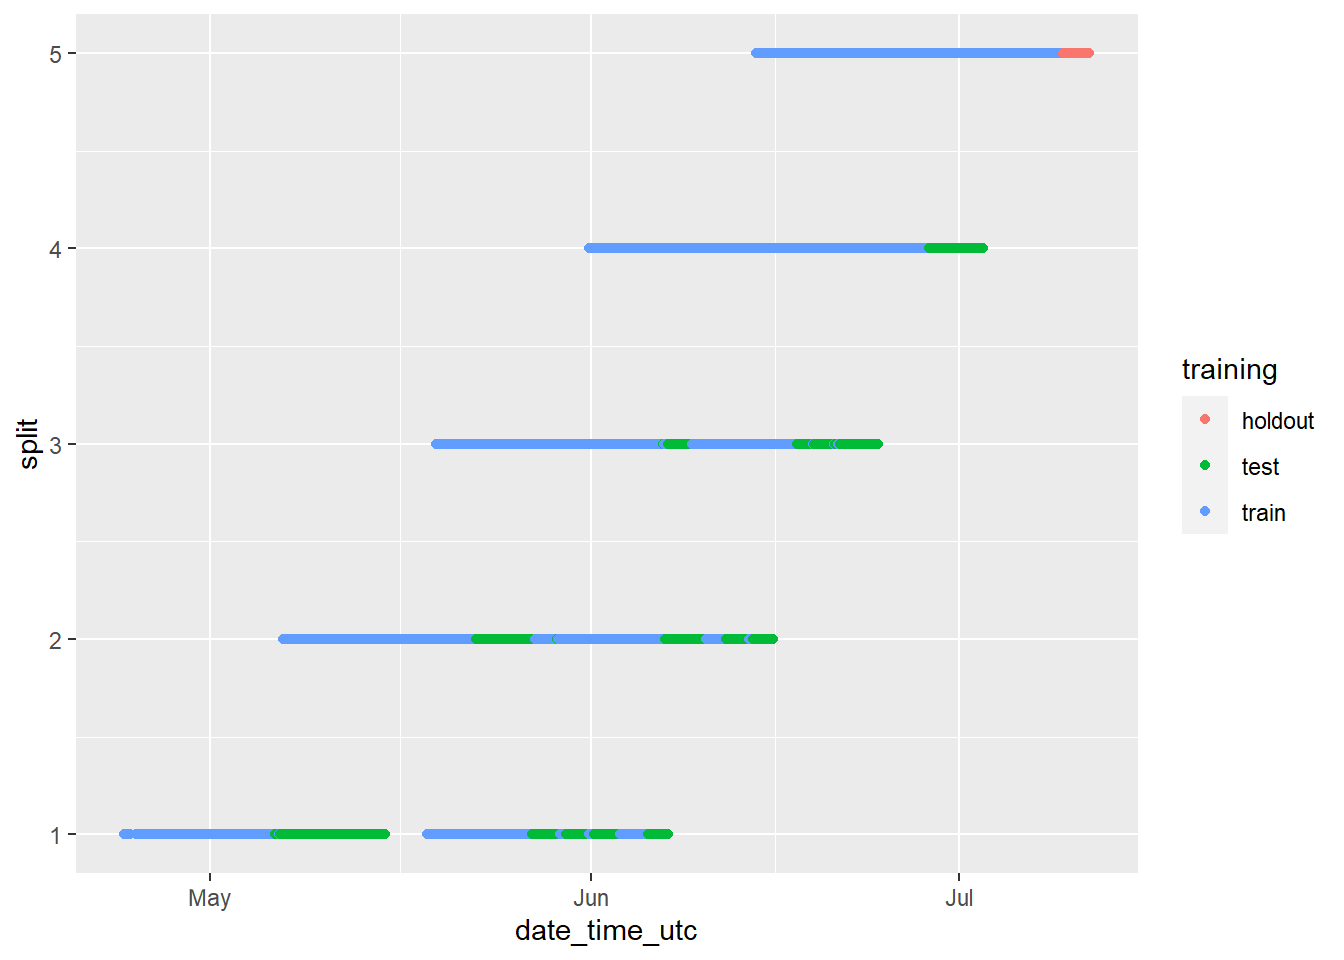 5
4
3
2
1
split
May
Jun
Jul
date_time_utc
training
holdout
test
train